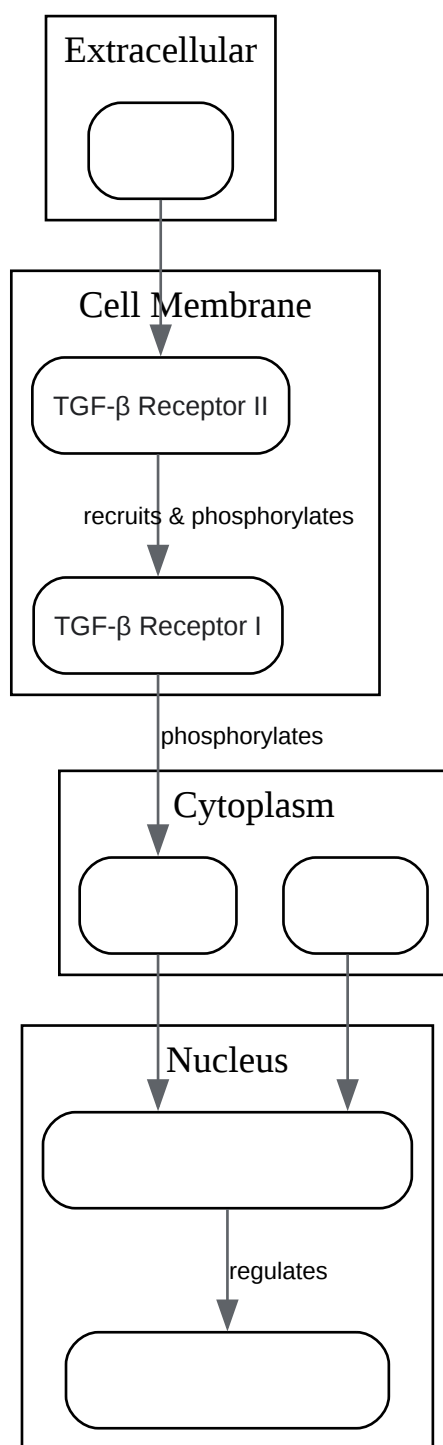 Extracellular
Cell Membrane
TGF-β Receptor II
recruits & phosphorylates
TGF-β Receptor I
phosphorylates
Cytoplasm
Nucleus
regulates